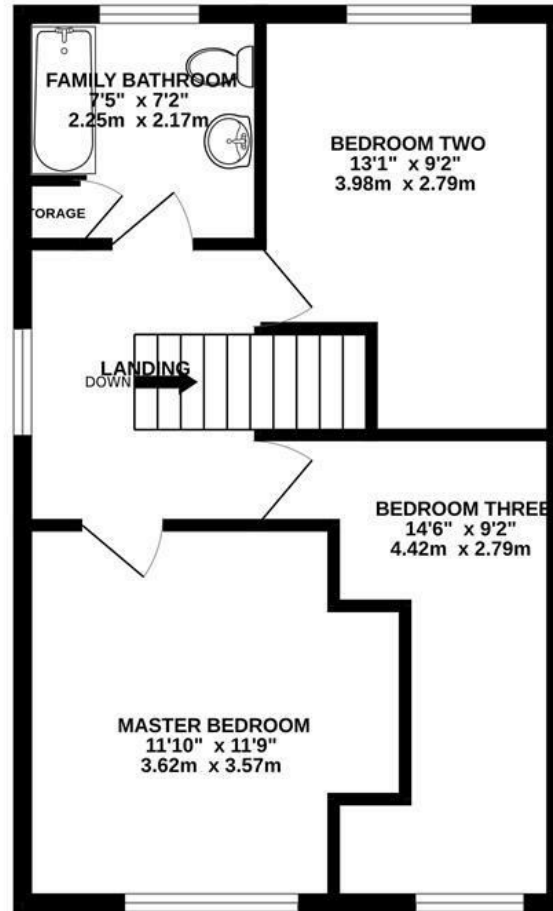 FAMILY BATHROOM
7'5" x 7'2"
2.25m x 2.17m
BEDROOM TWO
13'1" x 9'2"
3.98m x 2.79m
TORAGE
LANDING
DOWN
BEDROOM THREE
14'6" x 9'2"
4.42m x 2.79m
MASTER BEDROOM
11'10" x 11'9"
3.62m x 3.57m